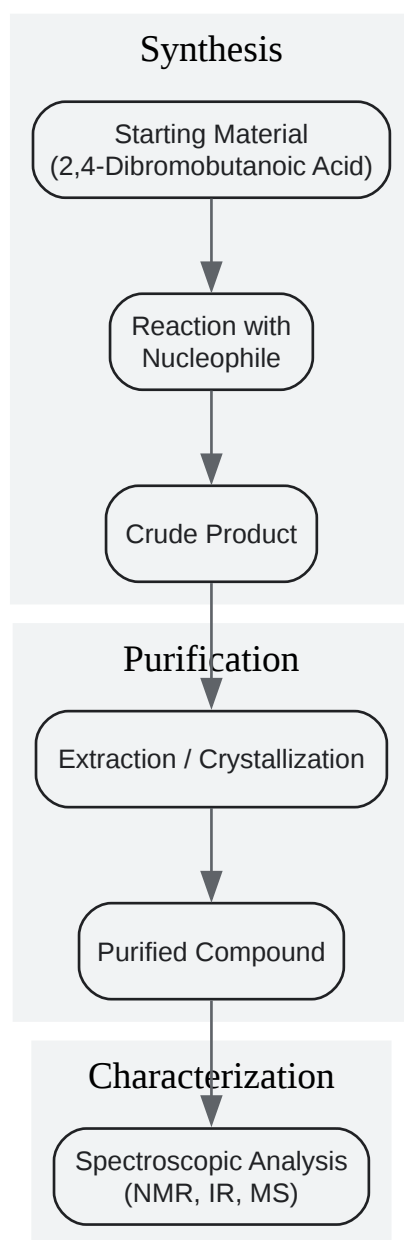 Synthesis
Starting Material
(2,4-Dibromobutanoic Acid)
Reaction with
Nucleophile
Crude Product
Purification
Extraction / Crystallization
Purified Compound
Characterization
Spectroscopic Analysis
(NMR, IR, MS)